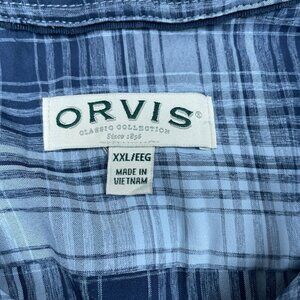 ORVIS®
CLASSIC COLLECTION
Since 1856
XXL/EEG
MADE IN
VIETNAM